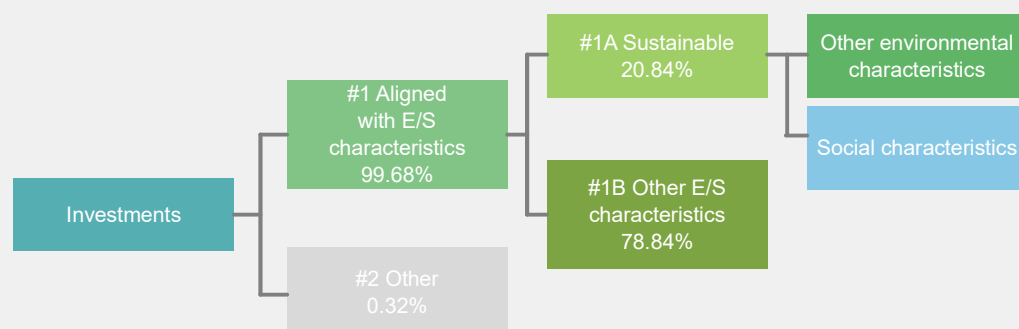 Investments
#1 Aligned
with E/S
characteristics
99.68%
#2 Other
0.32%
#1A Sustainable
20.84%
#1B Other E/S
characteristics
78.84%
Other environmental
characteristics
Social characteristics